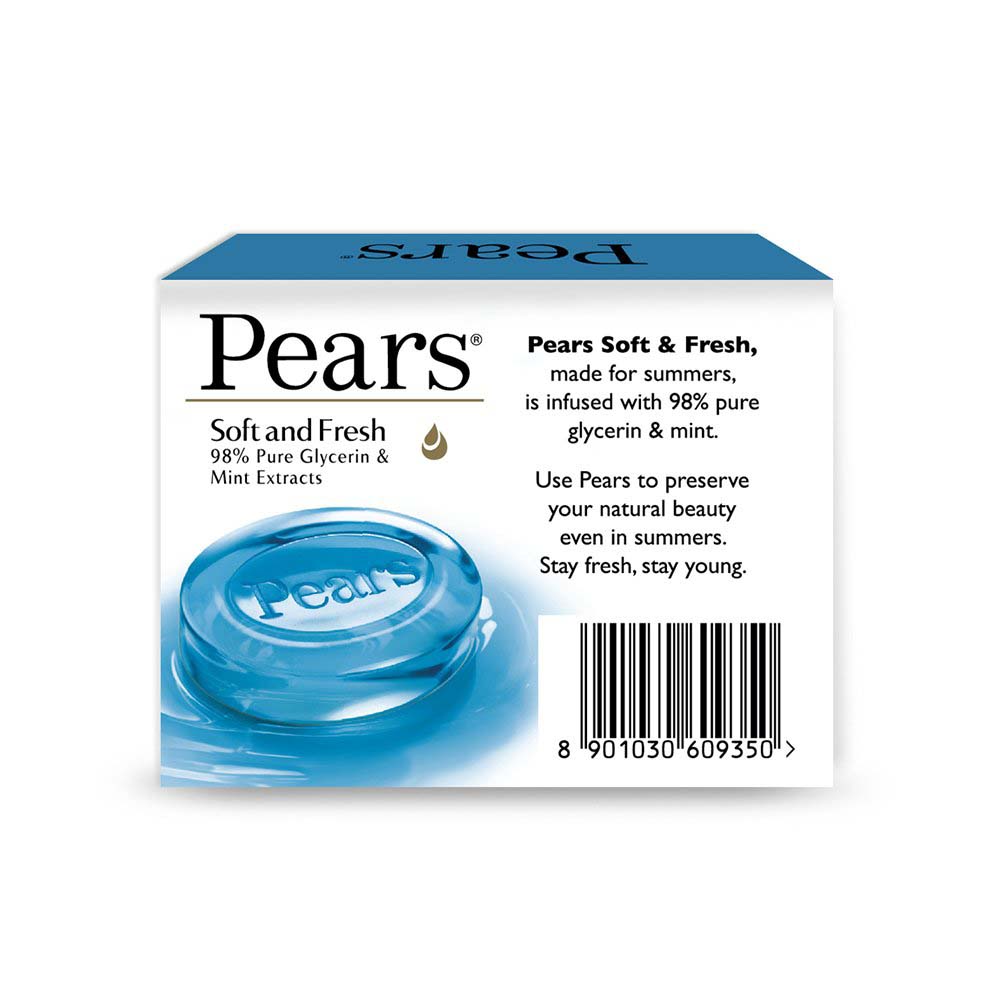 Pears®
Pears®
Soft and Fresh
98% Pure Glycerin &
Mint Extracts
Pears
Pears Soft & Fresh,
made for summers,
is infused with 98% pure
glycerin & mint.
Use Pears to preserve
your natural beauty
even in summers.
Stay fresh, stay young.
8 901030 609350 >